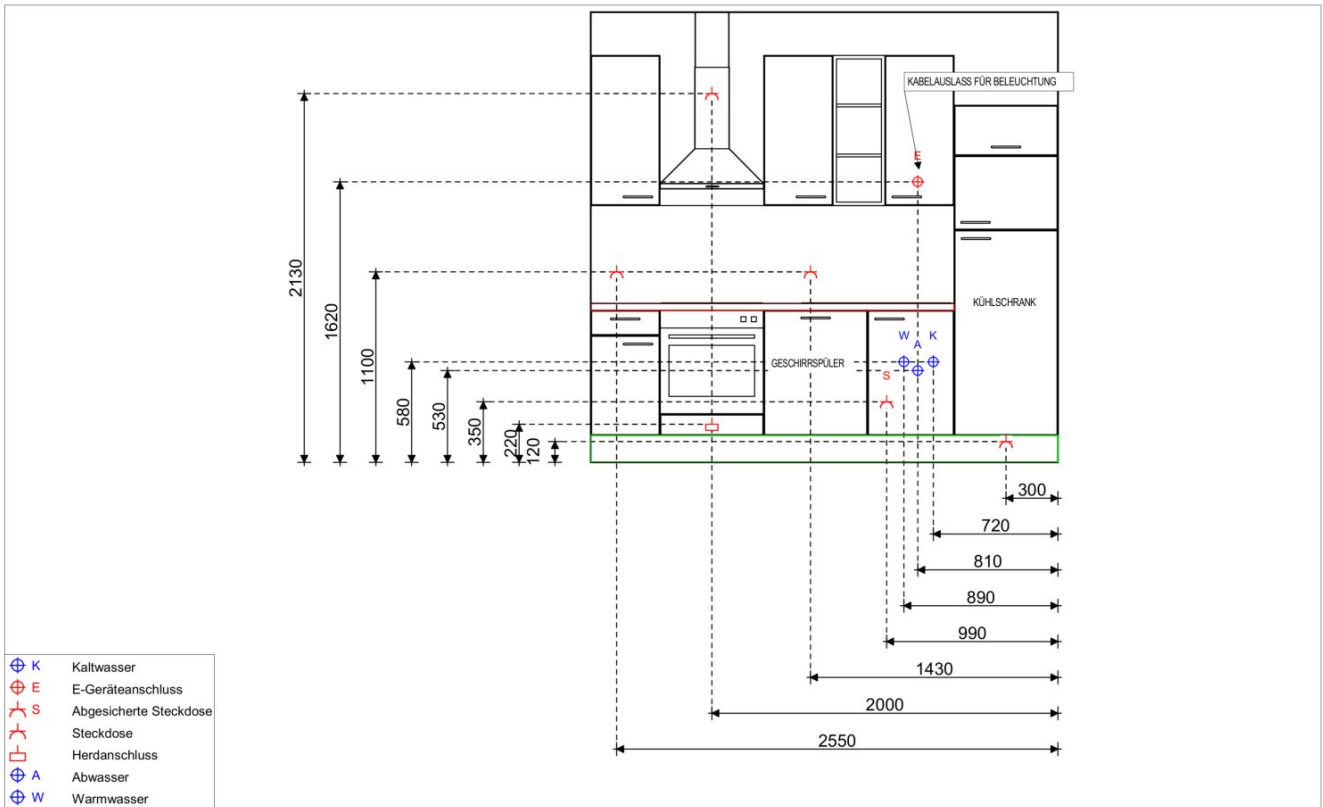 KABELAUSLASS FÜR BELEUCHTUNG
E
2130
1620
KÜHLSCHRANK
1100
W
K
A
GESCHIRRSPÜLER
S
580
530
350
220
120
300
720
810
890
990
1430
2000
2550
K Kaltwasser
E E-Geräteanschluss
S Abgesicherte Steckdose
Steckdose
Herdanschluss
A Abwasser
W Warmwasser